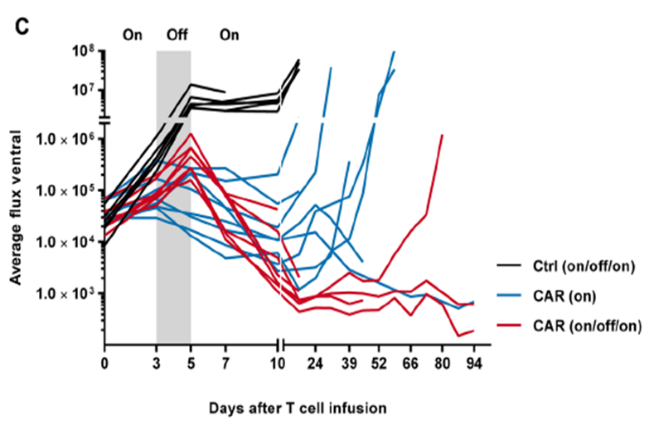 C
On Off On
10⁸
10⁷
1.0 × 10⁶
1.0 × 10⁵
1.0 × 10⁴
1.0 × 10³
Average flux ventral
0 3 5 7 10 24 39 52 66 80 94
Days after T cell infusion
Ctrl (on/off/on)
CAR (on)
CAR (on/off/on)